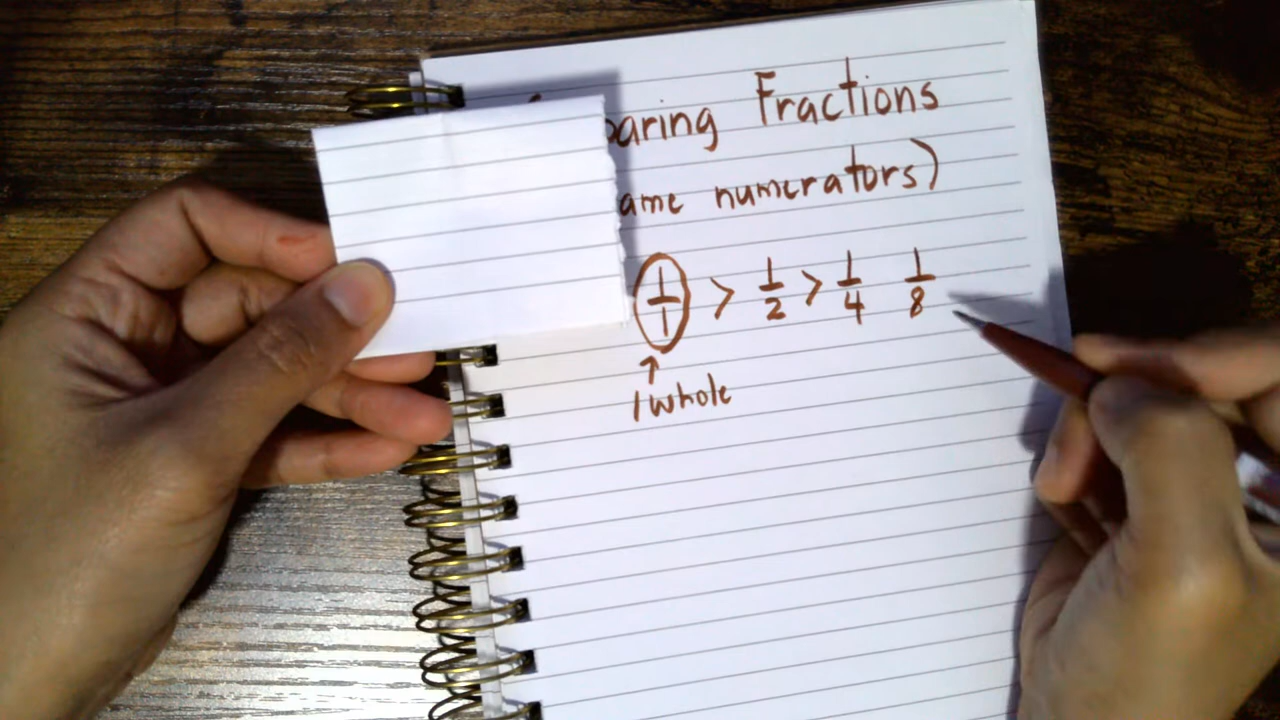 paring Fractions
ame numerators)
1/1 > 1/2 > 1/4 1/8
↑
1 whole